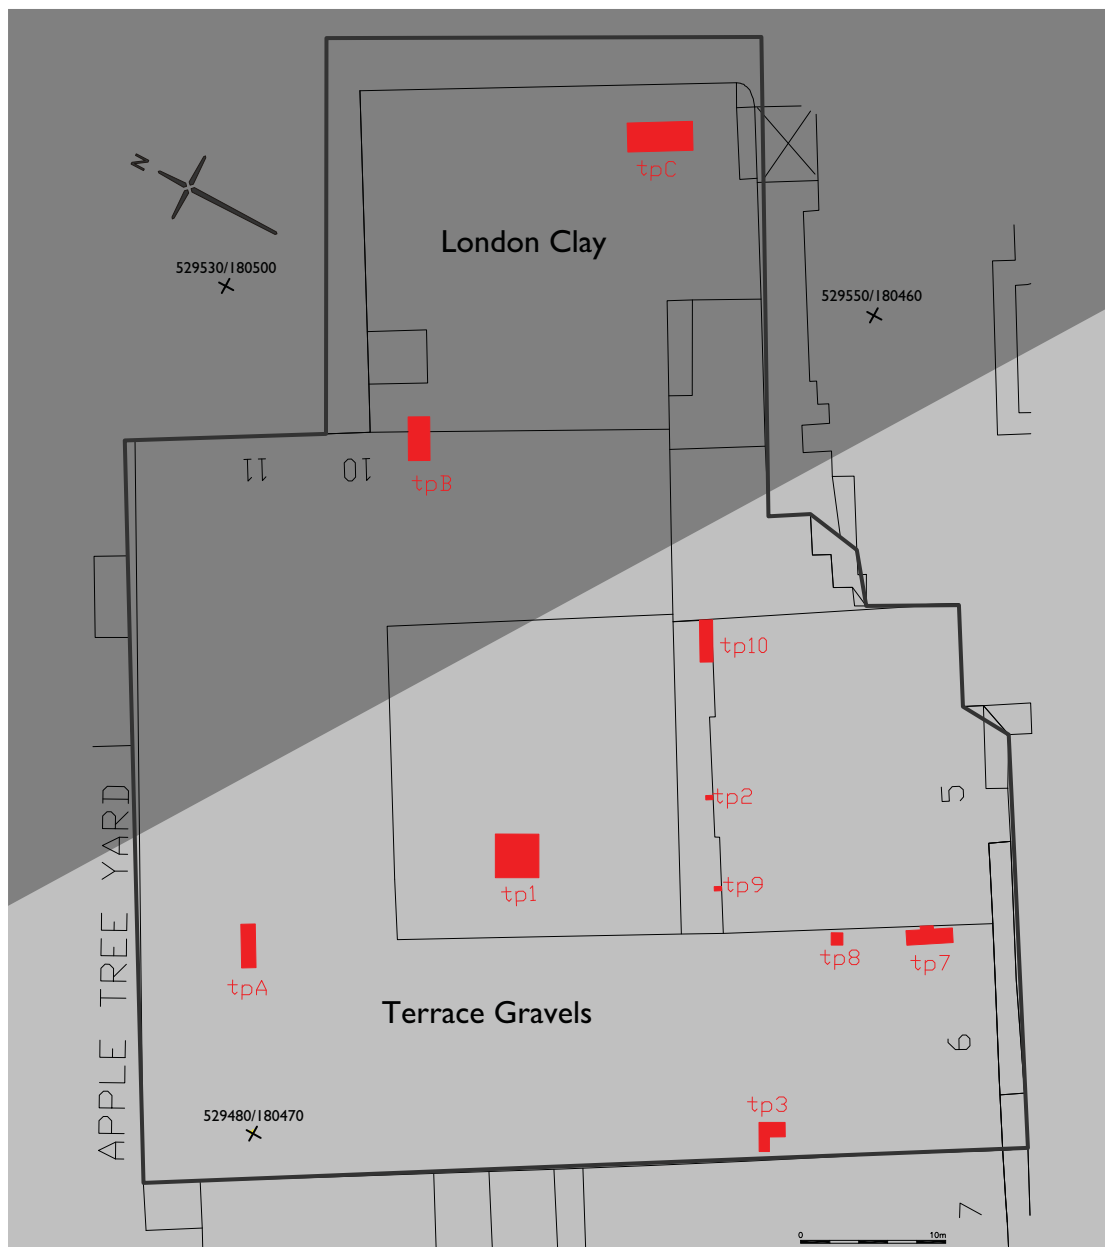 tpC
N
London Clay
529530/180500
529550/180460
11
10
tpB
tp10
APPLE TREE YARD
tp2
5
tp9
tp1
tp8
tp7
tpA
Terrace Gravels
6
tp3
529480/180470
7
0
10m